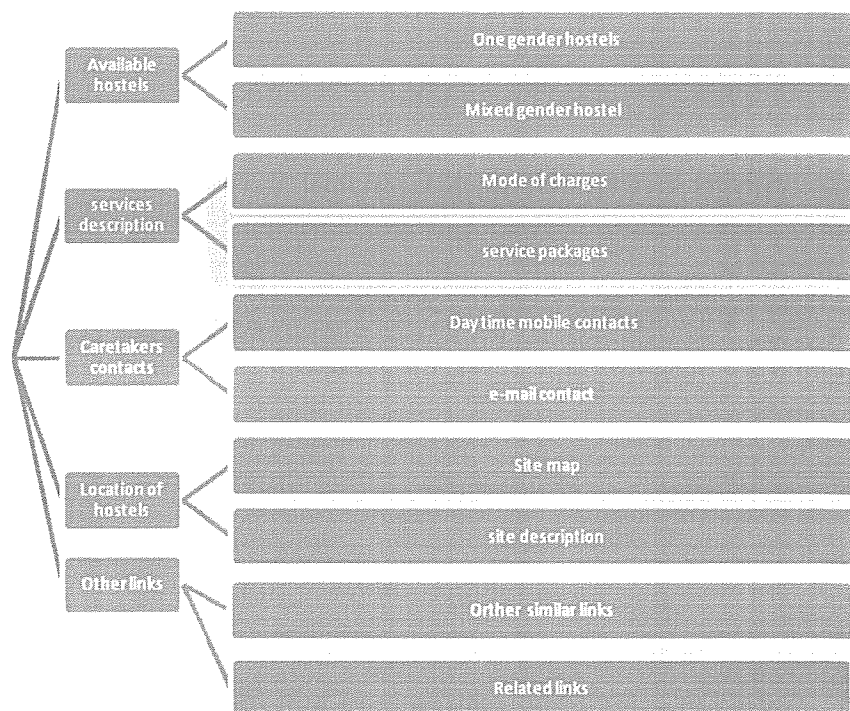 Available
hostels
One gender hostels
Mixed gender hostel
services
description
Mode of charges
service packages
Caretakers
contacts
Day time mobile contacts
e-mail contact
Location of
hostels
Site map
site description
Other links
Orther similar links
Related links